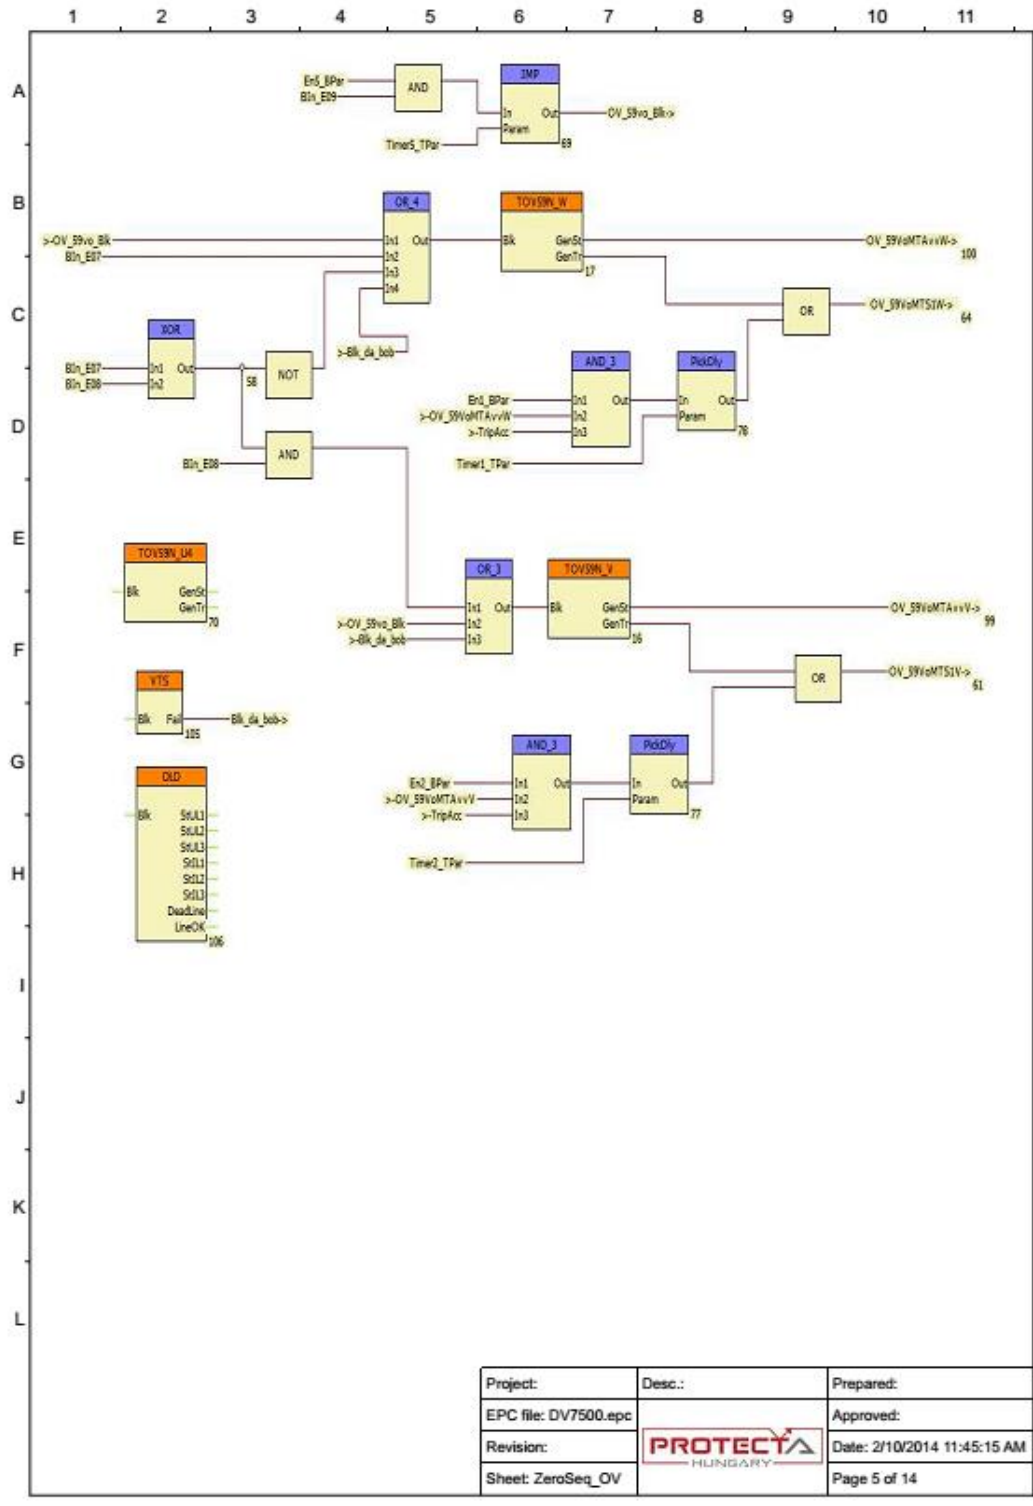 1 2 3 4 5 6 7 8 9 10 11
A
En5_BPar
BIn_E09
AND
IMP
In Out
Param
69
OV_59vo_Blk->
Timer5_TPar
B
OR_4
In1 Out
In2
In3
In4
TOV59N_W
Blk GenSt
GenTr
17
>-OV_59vo_Blk
BIn_E07
OV_59VoMTAvvW->
100
C
OR
OV_59VoMTS1W->
64
>-Blk_da_bob
XOR
In1 Out
In2
BIn_E07
BIn_E08
58
NOT
AND_3
In1 Out
In2
In3
PickDly
In Out
Param
78
D
En1_BPar
>-OV_59VoMTAvvW
>-TripAcc
Timer1_TPar
BIn_E08
AND
E
TOV59N_U4
Blk GenSt
GenTr
70
OR_3
In1 Out
In2
In3
TOV59N_V
Blk GenSt
GenTr
16
OV_59VoMTAvvV->
99
>-OV_59vo_Blk
>-Blk_da_bob
F
OR
OV_59VoMTS1V->
61
VTS
Blk Fail
105
Blk_da_bob->
G
AND_3
In1 Out
In2
In3
PickDly
In Out
Param
77
En2_BPar
>-OV_59VoMTAvvV
>-TripAcc
Timer2_TPar
DLD
Blk StUL1
StUL2
StUL3
StIL1
StIL2
StIL3
DeadLine
LineOK
106
H
I
J
K
L
Project: Desc.: Prepared:
EPC file: DV7500.epc Approved:
Revision: PROTECTA Date: 2/10/2014 11:45:15 AM
HUNGARY
Sheet: ZeroSeq_OV Page 5 of 14